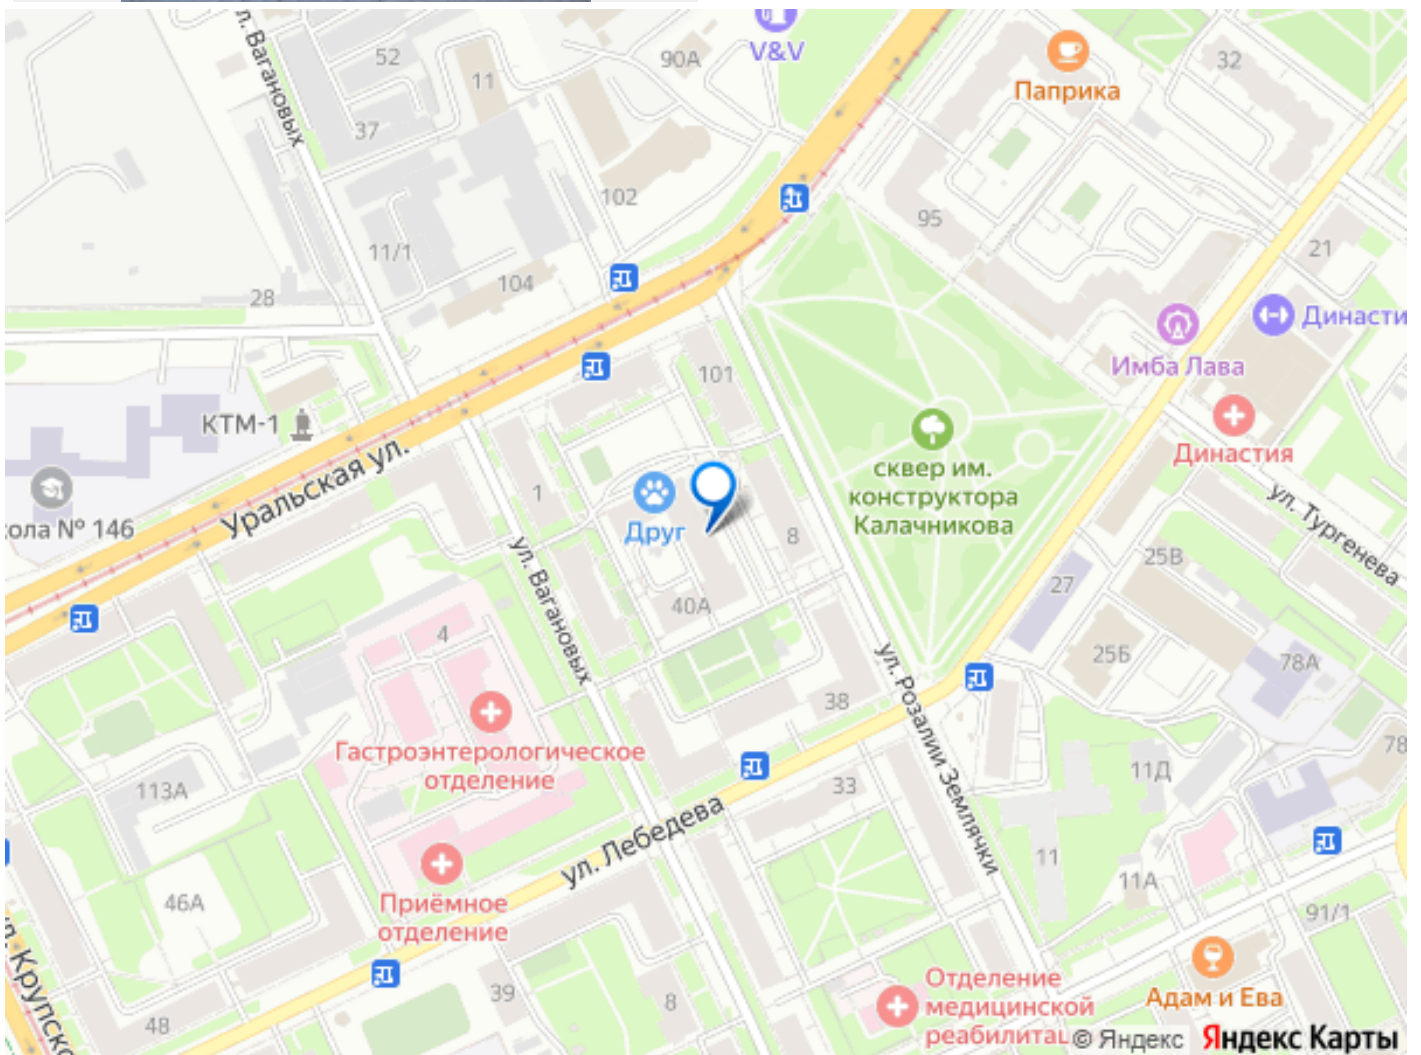 л. Вагановых
52
11
90А
V&V
Паприка
32
37
102
95
21
11/1
104
28
Династи
Имба Лава
101
КТМ-1
Династия
сквер им.
конструктора
Калачникова
Уральская ул.
ола № 146
1
Друг
8
ул. Тургенева
25В
27
ул. Вагановых
40А
4
25Б
78А
ул. Розалии Землячки
38
Гастроэнтерологическое
отделение
78
11Д
113А
33
ул. Лебедева
11
11А
46А
Приёмное
отделение
91/1
л. Крупско
39
8
48
Отделение
медицинской
реабилитац
Адам и Ева
© Яндекс
Яндекс Карты